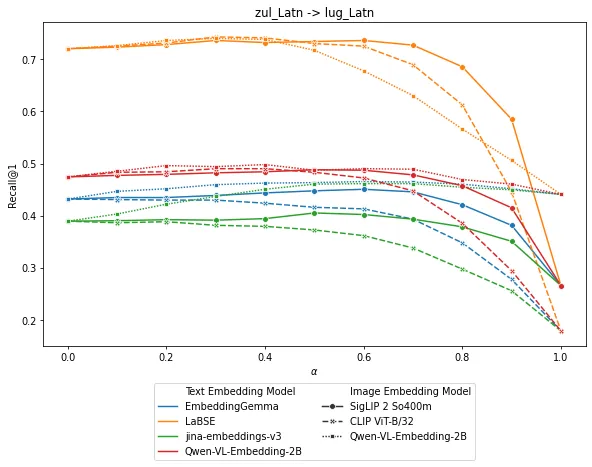 zul_Latn -> lug_Latn
Recall@1
0.7
0.6
0.5
0.4
0.3
0.2
0.0 0.2 0.4 0.6 0.8 1.0
α
Text Embedding Model Image Embedding Model
EmbeddingGemma SigLIP 2 So400m
LaBSE CLIP ViT-B/32
jina-embeddings-v3 Qwen-VL-Embedding-2B
Qwen-VL-Embedding-2B